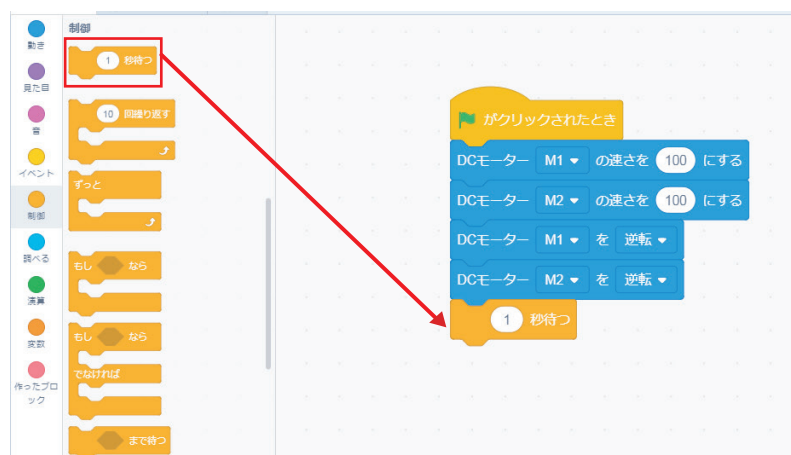 動き
見た目
音
イベント
制御
調べる
演算
変数
作ったブロ
ック
制御
1 秒待つ
10 回繰り返す
ずっと
もし なら
もし なら
でなければ
まで待つ
がクリックされたとき
DCモーター M1 の速さを 100 にする
DCモーター M2 の速さを 100 にする
DCモーター M1 を 逆転
DCモーター M2 を 逆転
1 秒待つ